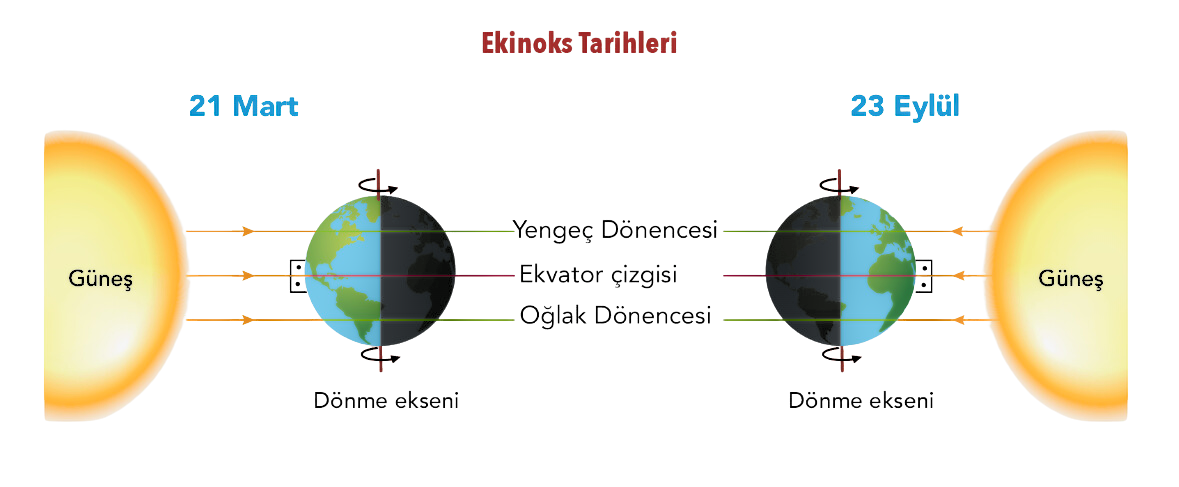 Ekinoks Tarihleri
21 Mart
23 Eylül
Güneş
Yengeç Dönencesi
Ekvator çizgisi
Oğlak Dönencesi
Güneş
Dönme ekseni
Dönme ekseni